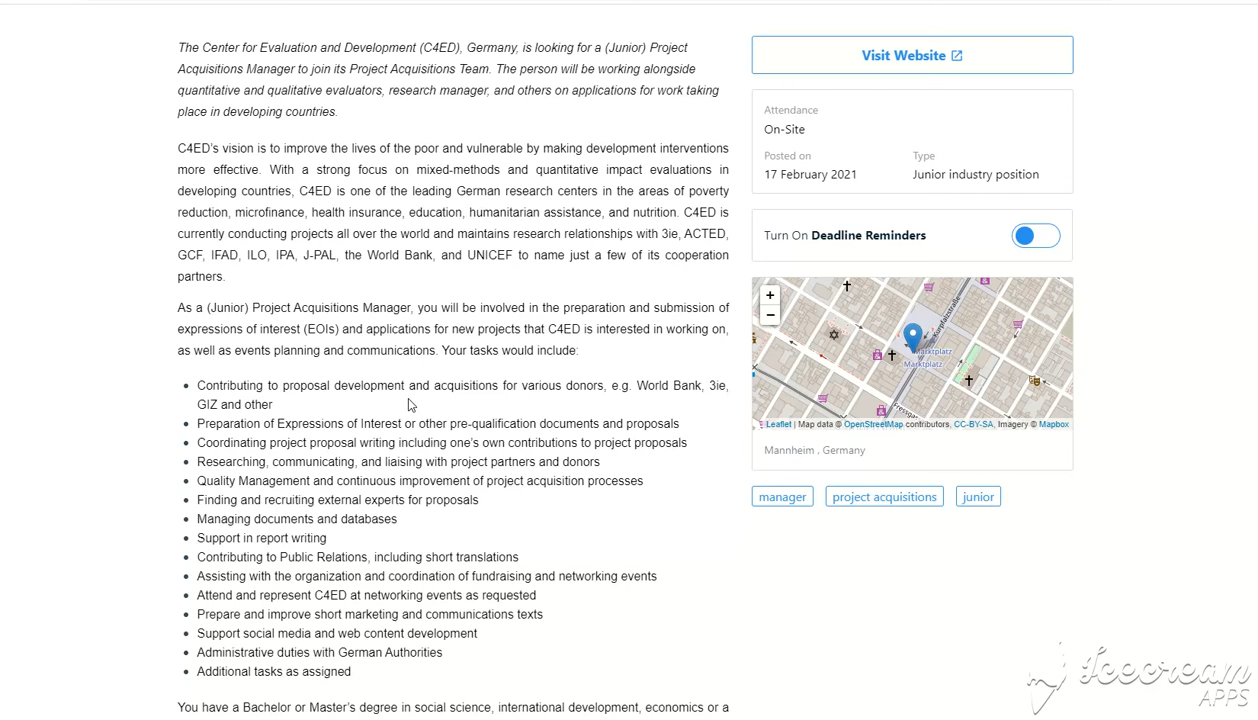 The Center for Evaluation and Development (C4ED), Germany, is looking for a (Junior) Project
Acquisitions Manager to join its Project Acquisitions Team. The person will be working alongside
quantitative and qualitative evaluators, research manager, and others on applications for work taking
place in developing countries.
C4ED's vision is to improve the lives of the poor and vulnerable by making development interventions
more effective. With a strong focus on mixed-methods and quantitative impact evaluations in
developing countries, C4ED is one of the leading German research centers in the areas of poverty
reduction, microfinance, health insurance, education, humanitarian assistance, and nutrition. C4ED is
currently conducting projects all over the world and maintains research relationships with 3ie, ACTED,
GCF, IFAD, ILO, IPA, J-PAL, the World Bank, and UNICEF to name just a few of its cooperation
partners.
As a (Junior) Project Acquisitions Manager, you will be involved in the preparation and submission of
expressions of interest (EOIs) and applications for new projects that C4ED is interested in working on,
as well as events planning and communications. Your tasks would include:
Contributing to proposal development and acquisitions for various donors, e.g. World Bank, 3ie,
GIZ and other
Preparation of Expressions of Interest or other pre-qualification documents and proposals
Coordinating project proposal writing including one's own contributions to project proposals
Researching, communicating, and liaising with project partners and donors
Quality Management and continuous improvement of project acquisition processes
Finding and recruiting external experts for proposals
Managing documents and databases
Support in report writing
Contributing to Public Relations, including short translations
Assisting with the organization and coordination of fundraising and networking events
Attend and represent C4ED at networking events as requested
Prepare and improve short marketing and communications texts
Support social media and web content development
Administrative duties with German Authorities
Additional tasks as assigned
You have a Bachelor or Master's degree in social science, international development, economics or a
Visit Website
Attendance
On-Site
Posted on Type
17 February 2021 Junior industry position
Turn On Deadline Reminders
+
−
Kurpfalzstraße
Marktplatz
Marktplatz
Fressga
Leaflet | Map data © OpenStreetMap contributors, CC-BY-SA, Imagery © Mapbox
Mannheim , Germany
manager project acquisitions junior
Icecream
APPS